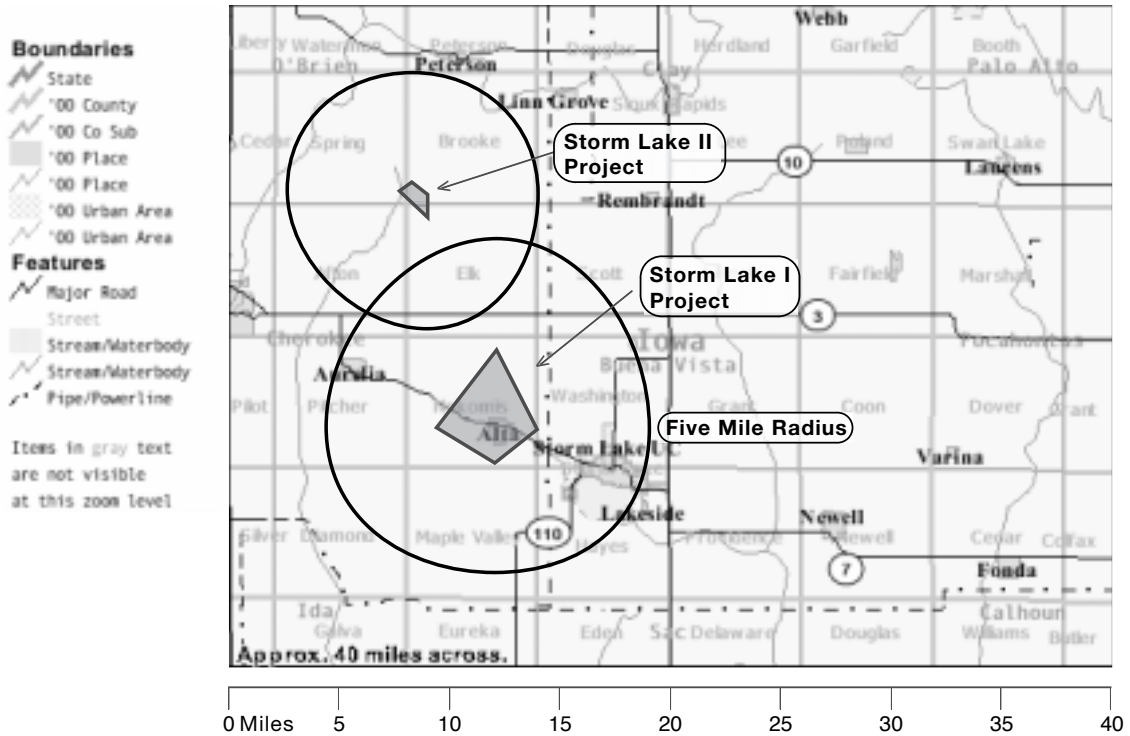 Boundaries
State
'00 County
'00 Co Sub
'00 Place
'00 Place
'00 Urban Area
'00 Urban Area
Features
Major Road
Street
Stream/Waterbody
Stream/Waterbody
Pipe/Powerline
Items in gray text
are not visible
at this zoom level
Webb
Liberty Waterman Peterson Douglas Herdland Garfield Booth
O'Brien Peterson Clay Palo Alto
Linn Grove Sioux Rapids
Cedar Spring Brooke Lee Poland Swan Lake
Storm Lake II
Project
10
Laurens
Rembrandt
Afton Elk Scott Fairfield Marshal
Storm Lake I
Project
3
Cherokee Iowa Pocahontas
Buena Vista
Aurelia
Pilot Pitcher Nokomis Washington Grant Coon Dover Grant
Alta
Five Mile Radius
Storm Lake UC
Varina
Lakeside Newell
Silver Diamond Maple Valle 110 Hayes Providence Newell Cedar Colfax
7
Fonda
Ida Calhoun
Galva Eureka Eden Sac Delaware Douglas Williams Butler
Approx. 40 miles across.
0 Miles 5 10 15 20 25 30 35 40